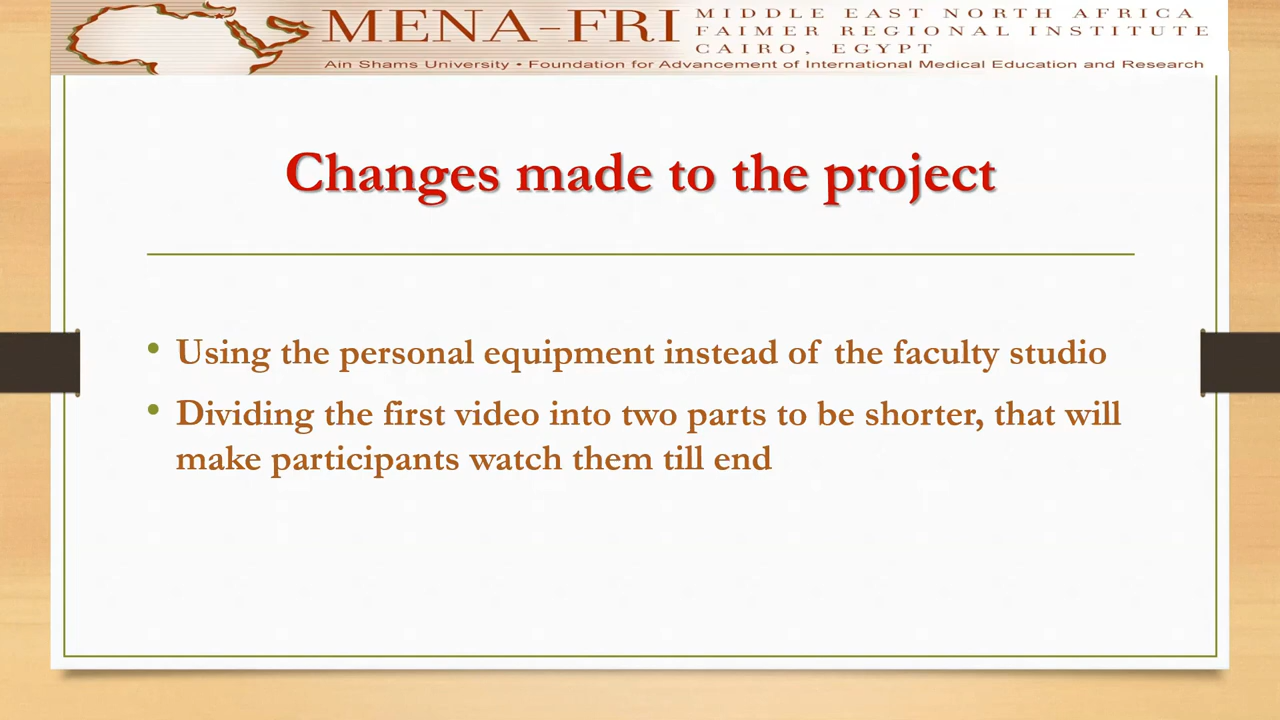 MENA-FRI
MIDDLE EAST NORTH AFRICA
FAIMER REGIONAL INSTITUTE
CAIRO, EGYPT
Ain Shams University • Foundation for Advancement of International Medical Education and Research
Changes made to the project
• Using the personal equipment instead of the faculty studio
• Dividing the first video into two parts to be shorter, that will
make participants watch them till end